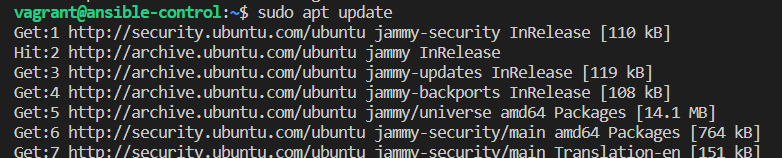 vagrant@ansible-control:~$ sudo apt update
Get:1 http://security.ubuntu.com/ubuntu jammy-security InRelease [110 kB]
Hit:2 http://archive.ubuntu.com/ubuntu jammy InRelease
Get:3 http://archive.ubuntu.com/ubuntu jammy-updates InRelease [119 kB]
Get:4 http://archive.ubuntu.com/ubuntu jammy-backports InRelease [108 kB]
Get:5 http://archive.ubuntu.com/ubuntu jammy/universe amd64 Packages [14.1 MB]
Get:6 http://security.ubuntu.com/ubuntu jammy-security/main amd64 Packages [764 kB]
Get:7 http://security.ubuntu.com/ubuntu jammy-security/main Translation-en [151 kB]